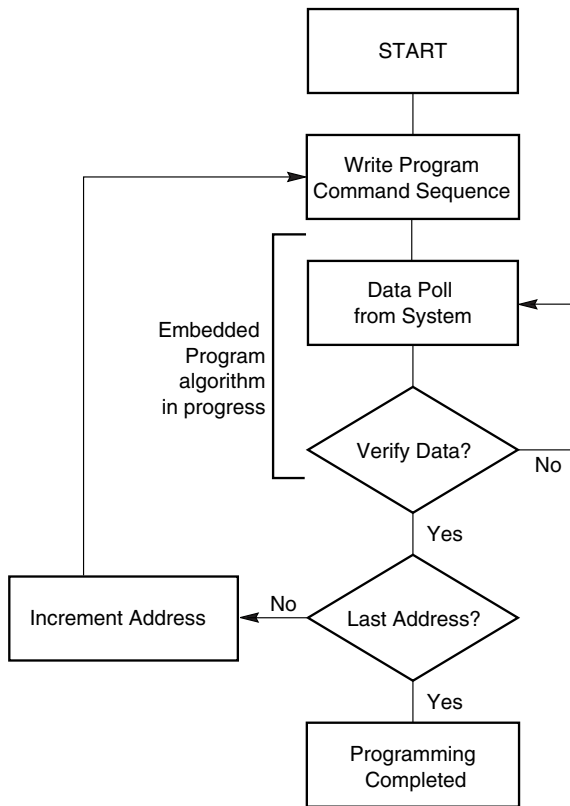 START
Write Program
Command Sequence
Data Poll
from System
Embedded
Program
algorithm
in progress
Verify Data?
No
Yes
Increment Address
No
Last Address?
Yes
Programming
Completed